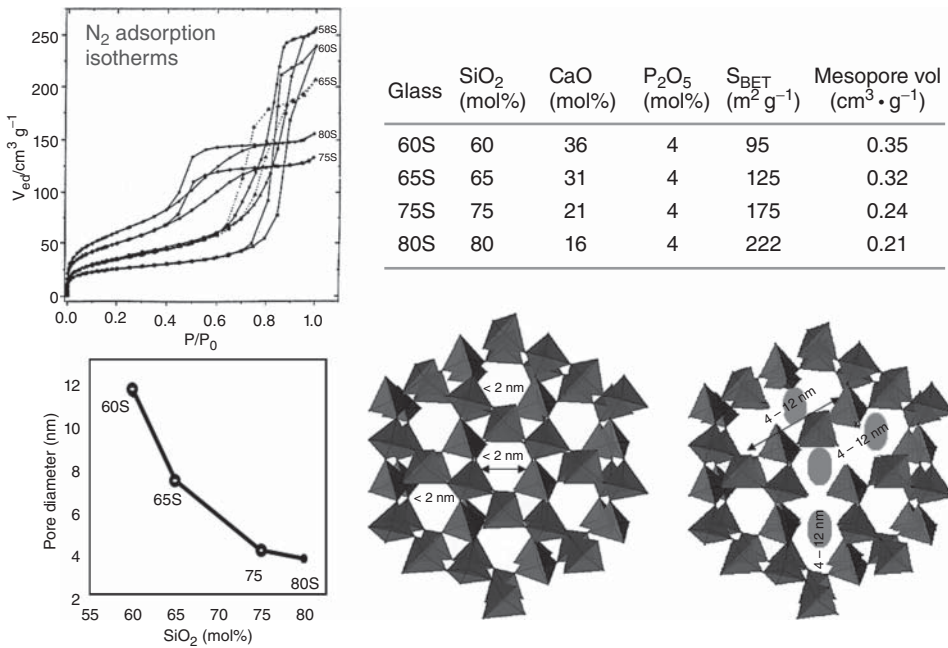 N₂ adsorption
isotherms
V_ed/cm³ g⁻¹
250
200
150
100
50
0
58S
60S
65S
80S
75S
0.0 0.2 0.4 0.6 0.8 1.0
P/P₀
Glass SiO₂ (mol%) CaO (mol%) P₂O₅ (mol%) S_BET (m² g⁻¹) Mesopore vol (cm³ • g⁻¹)
60S 60 36 4 95 0.35
65S 65 31 4 125 0.32
75S 75 21 4 175 0.24
80S 80 16 4 222 0.21
Pore diameter (nm)
12
10
8
6
4
2
60S
65S
75
80S
55 60 65 70 75 80
SiO₂ (mol%)
< 2 nm
< 2 nm
< 2 nm
4 – 12 nm
4 – 12 nm
4 – 12 nm